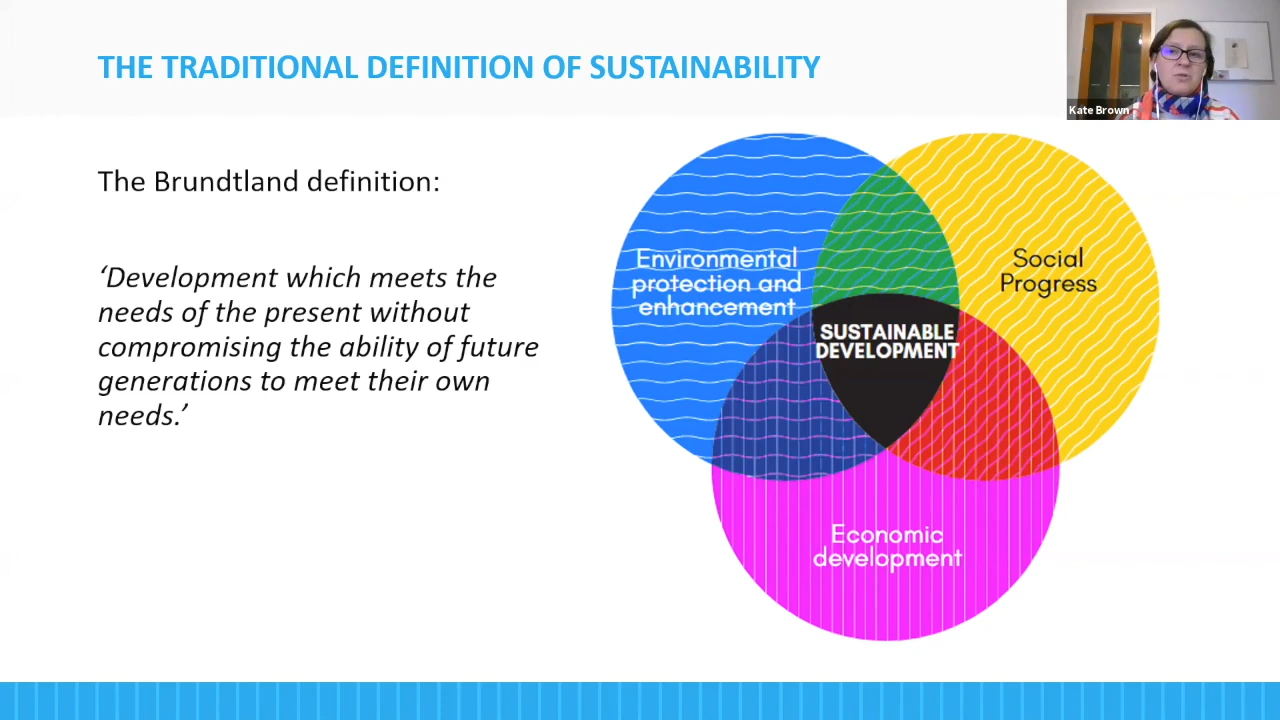 THE TRADITIONAL DEFINITION OF SUSTAINABILITY
Kate Brown
The Brundtland definition:
‘Development which meets the
needs of the present without
compromising the ability of future
generations to meet their own
needs.’
Environmental
protection and
enhancement
Social
Progress
SUSTAINABLE
DEVELOPMENT
Economic
development